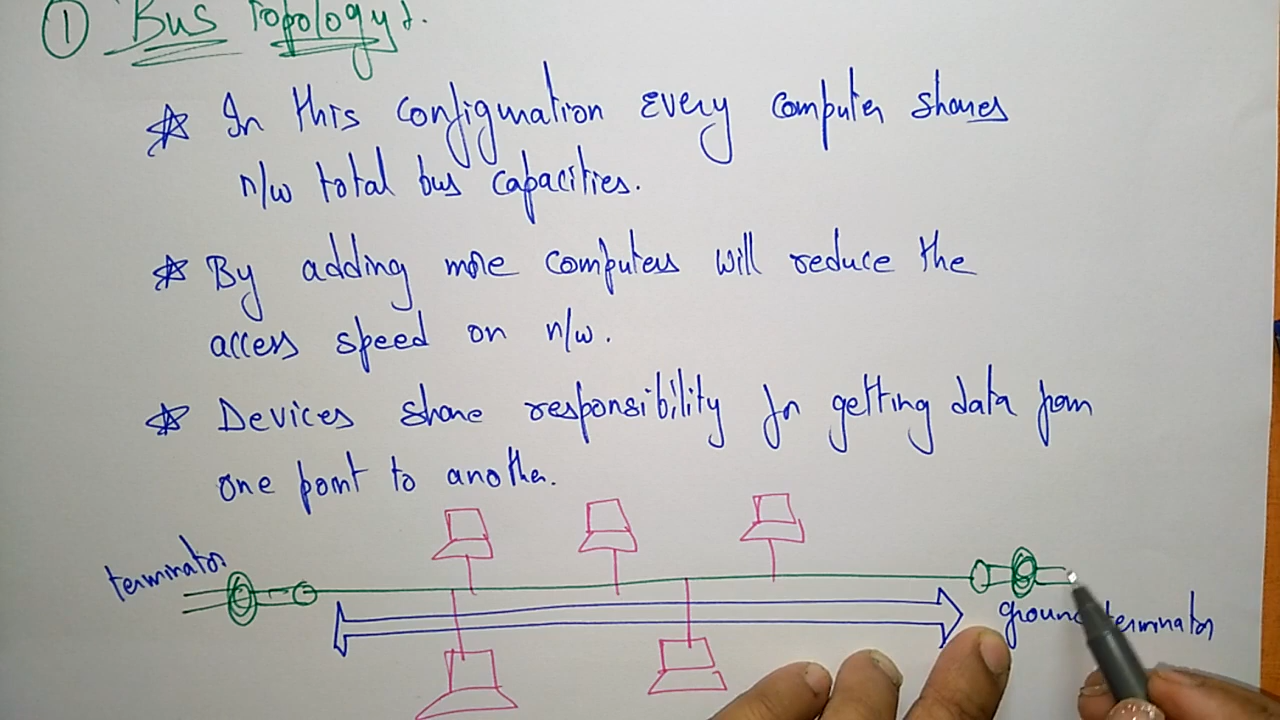 ① Bus Topology:
☆ In this configuration every computer shares
n/w total bus capacities.
☆ By adding more computers will reduce the
access speed on n/w.
☆ Devices share responsibility for getting data from
one point to another.
terminator
ground terminator